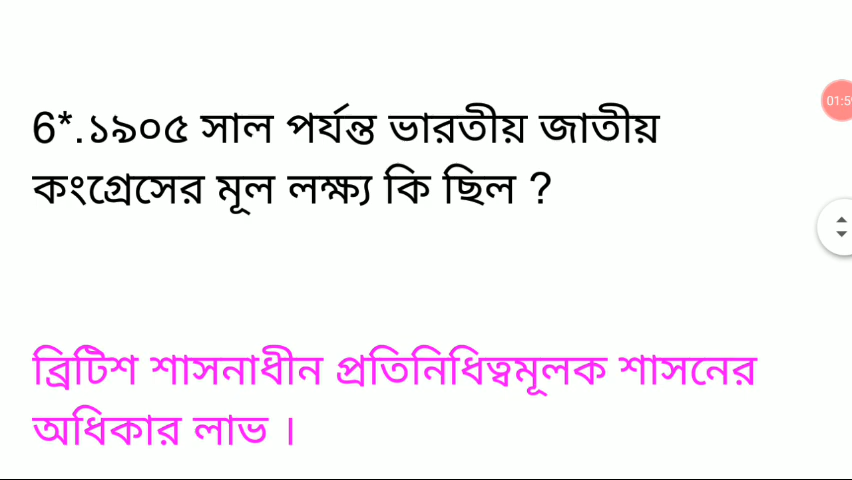 6*.১৯০৫ সাল পর্যন্ত ভারতীয় জাতীয়
কংগ্রেসের মূল লক্ষ্য কি ছিল ?
ব্রিটিশ শাসনাধীন প্রতিনিধিত্বমূলক শাসনের
অধিকার লাভ ।